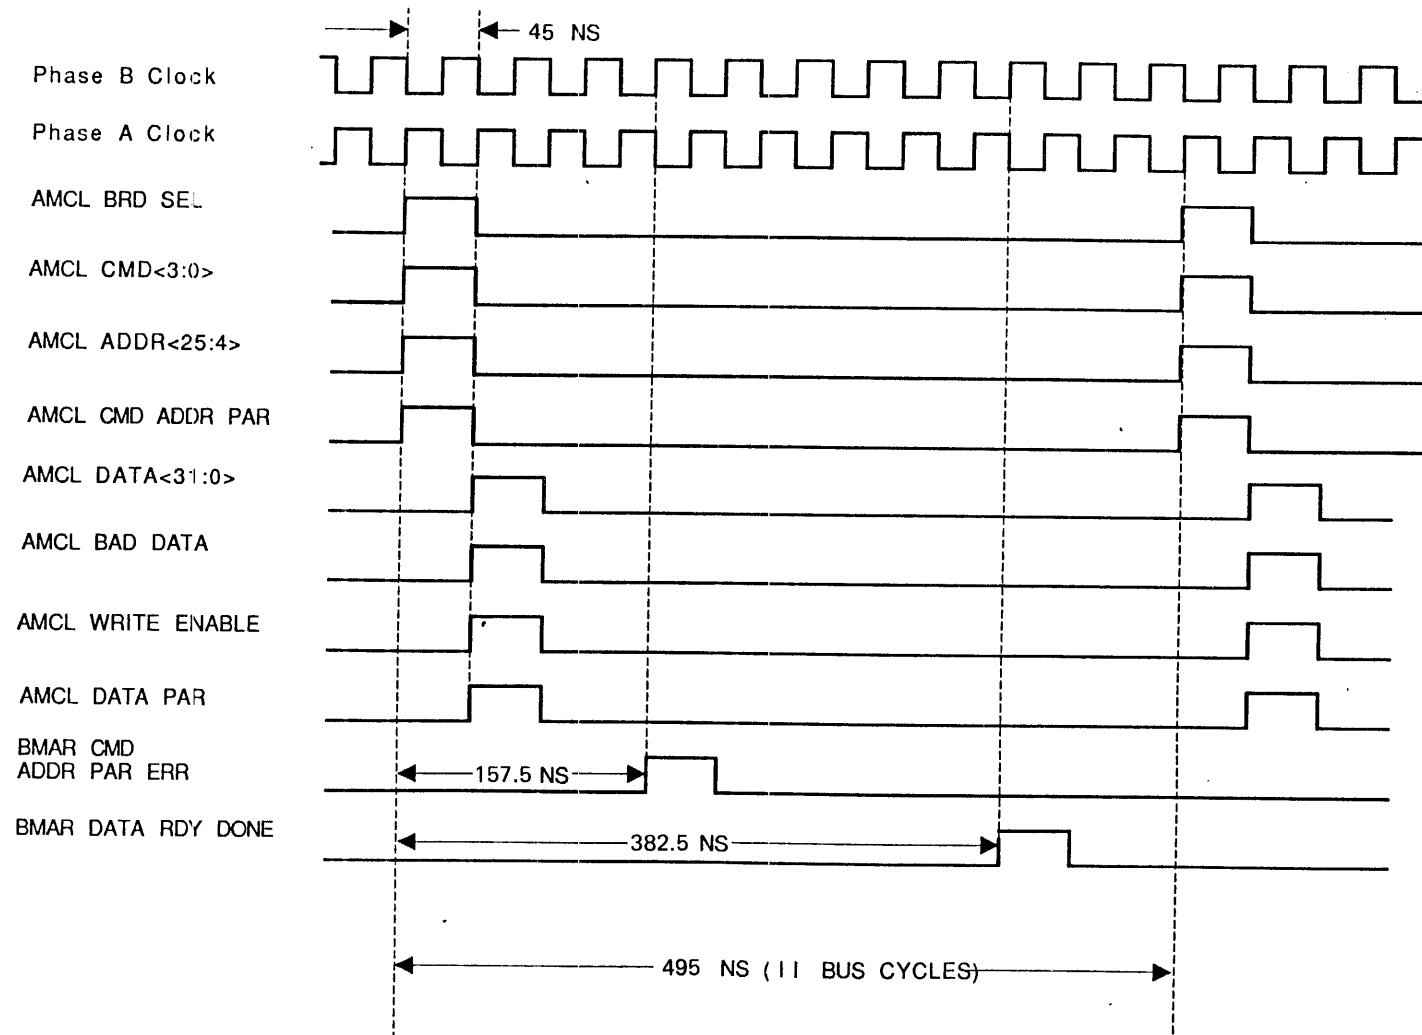 45 NS
Phase B Clock
Phase A Clock
AMCL BRD SEL
AMCL CMD<3:0>
AMCL ADDR<25:4>
AMCL CMD ADDR PAR
AMCL DATA<31:0>
AMCL BAD DATA
AMCL WRITE ENABLE
AMCL DATA PAR
BMAR CMD
ADDR PAR ERR
157.5 NS
BMAR DATA RDY DONE
382.5 NS
495 NS (11 BUS CYCLES)